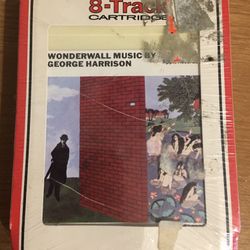 8-Track
CARTRIDGE
WONDERWALL MUSIC BY
GEORGE HARRISON